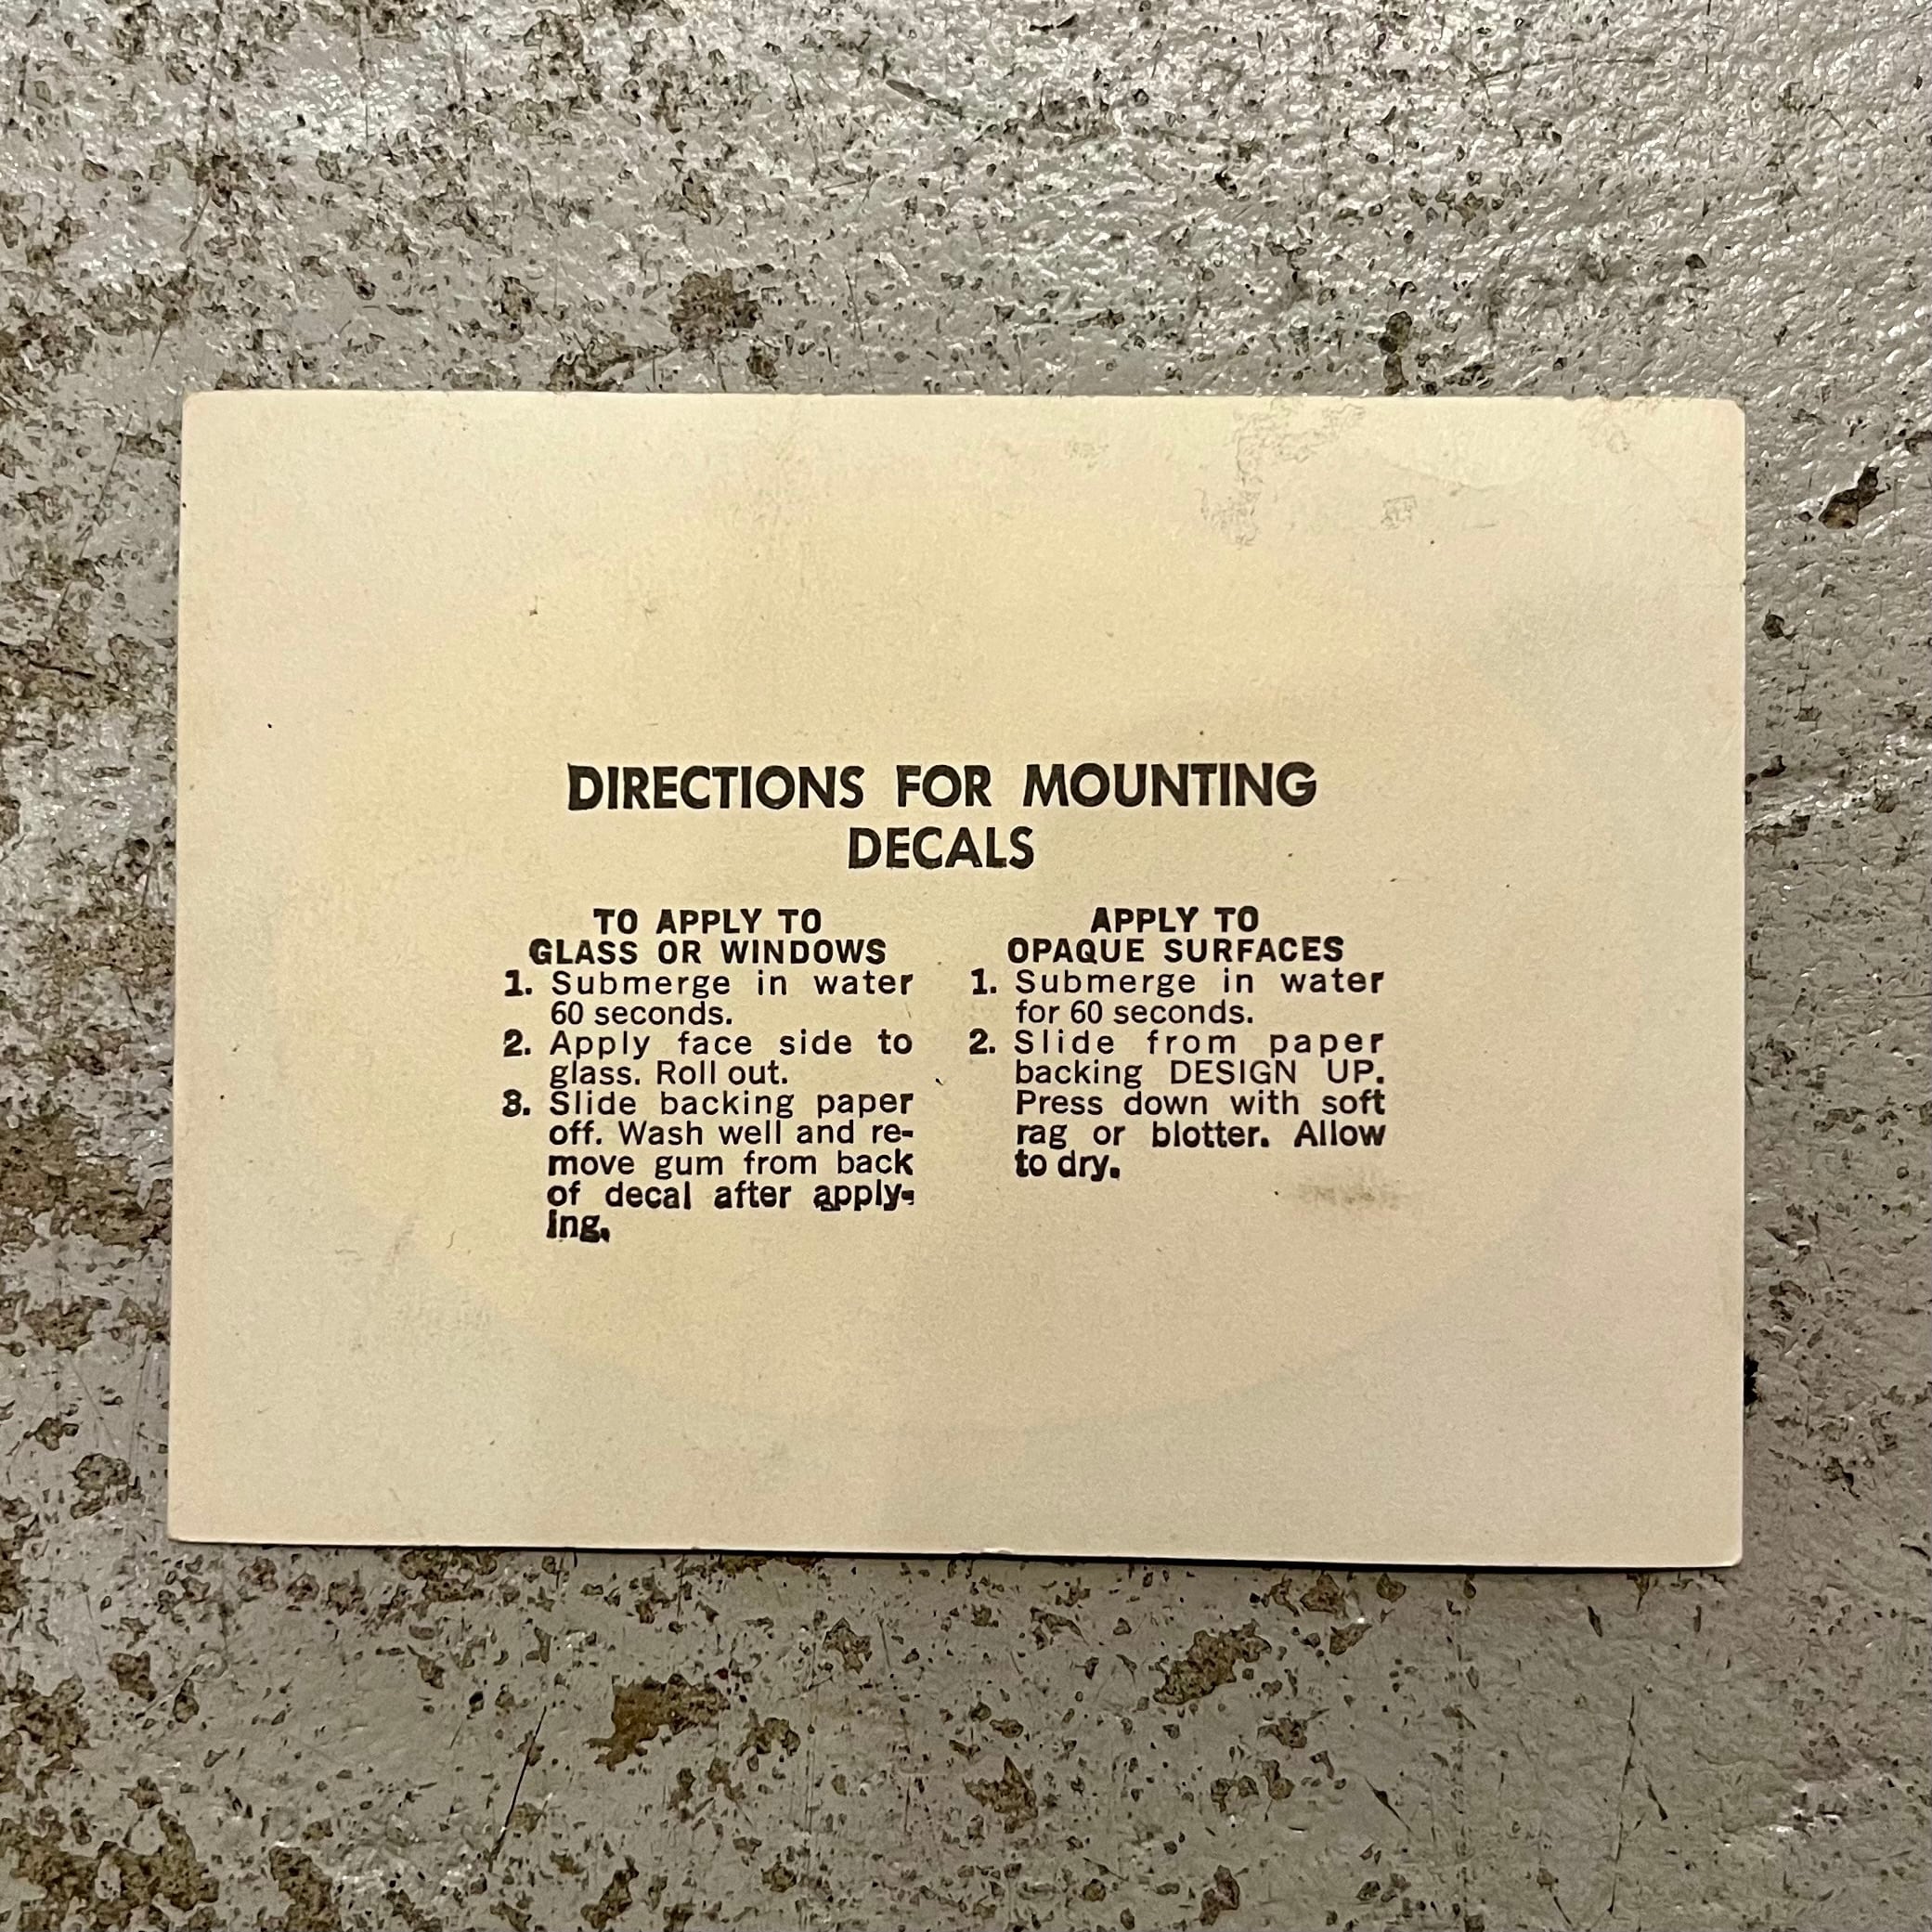 DIRECTIONS FOR MOUNTING
DECALS
TO APPLY TO
GLASS OR WINDOWS
1. Submerge in water
60 seconds.
2. Apply face side to
glass. Roll out.
3. Slide backing paper
off. Wash well and re-
move gum from back
of decal after apply-
ing.
APPLY TO
OPAQUE SURFACES
1. Submerge in water
for 60 seconds.
2. Slide from paper
backing DESIGN UP.
Press down with soft
rag or blotter. Allow
to dry.